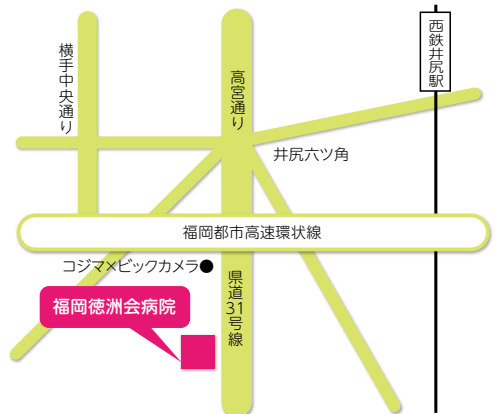 西鉄井尻駅
横手中央通り
高宮通り
井尻六ツ角
福岡都市高速環状線
コジマ×ビックカメラ
県道31号線
福岡徳洲会病院